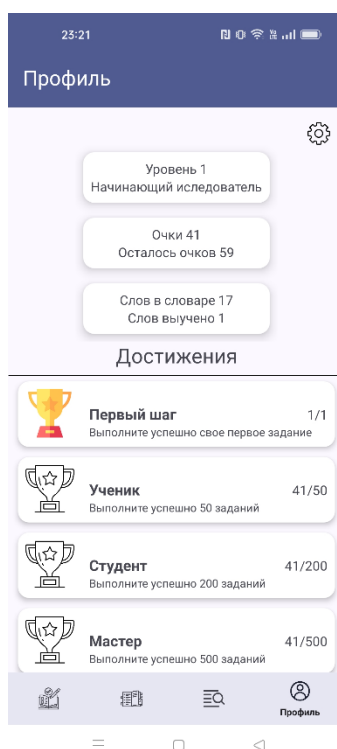 23:21
Профиль
Уровень 1
Начинающий иследователь
Очки 41
Осталось очков 59
Слов в словаре 17
Слов выучено 1
Достижения
Первый шаг 1/1
Выполните успешно свое первое задание
Ученик 41/50
Выполните успешно 50 заданий
Студент 41/200
Выполните успешно 200 заданий
Мастер 41/500
Выполните успешно 500 заданий
Профиль